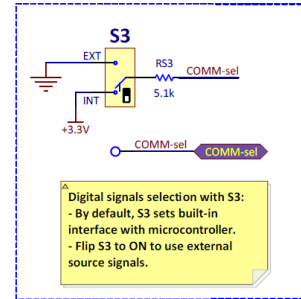 S3
EXT
RS3
COMM-sel
INT
5.1k
+3.3V
COMM-sel
COMM-sel
Digital signals selection with S3:
- By default, S3 sets built-in
interface with microcontroller.
- Flip S3 to ON to use external
source signals.